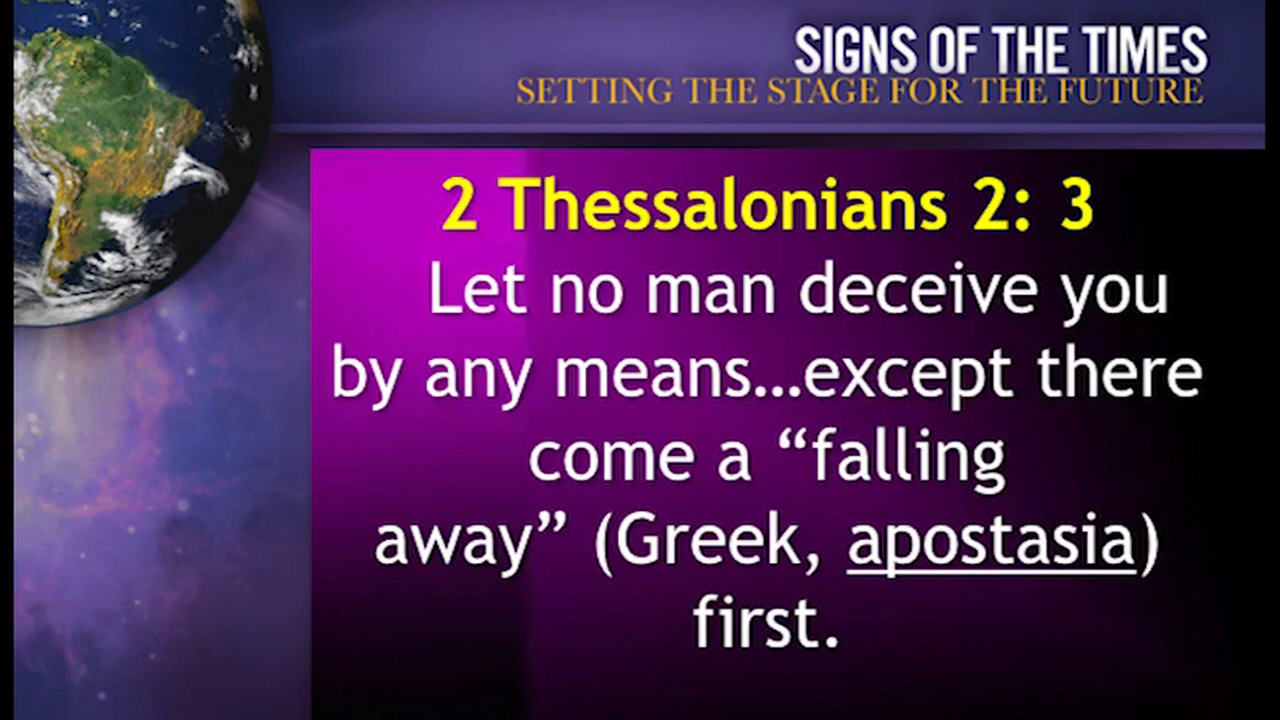 SIGNS OF THE TIMES
SETTING THE STAGE FOR THE FUTURE
2 Thessalonians 2: 3
Let no man deceive you
by any means...except there
come a “falling
away” (Greek, apostasia)
first.